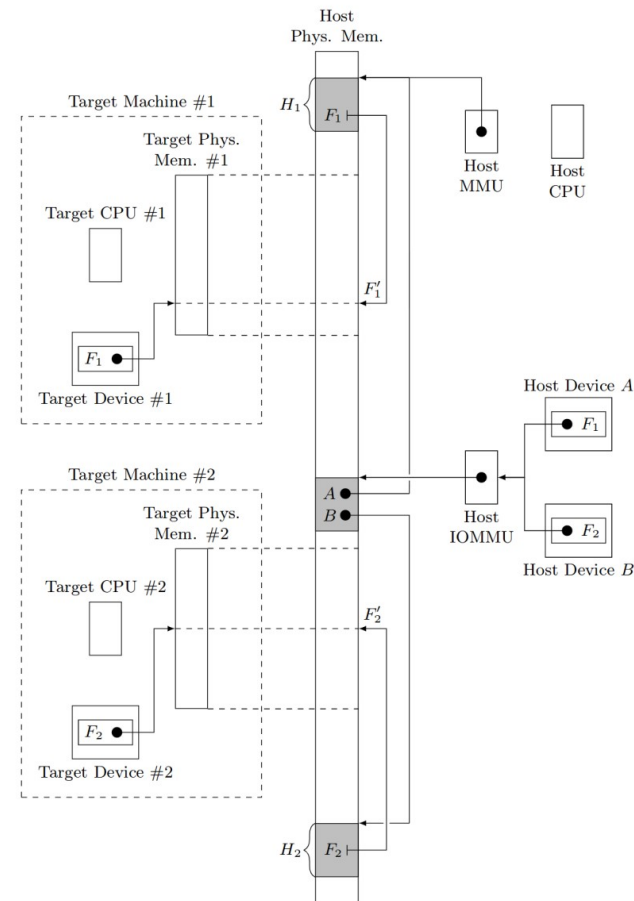 Host
Phys. Mem.
H₁
F₁
Target Machine #1
Target Phys.
Mem. #1
Target CPU #1
F₁
Target Device #1
F′₁
Host
MMU
Host
CPU
Host Device A
F₁
F₂
Host Device B
Host
IOMMU
A
B
Target Machine #2
Target Phys.
Mem. #2
Target CPU #2
F₂
Target Device #2
F′₂
H₂
F₂